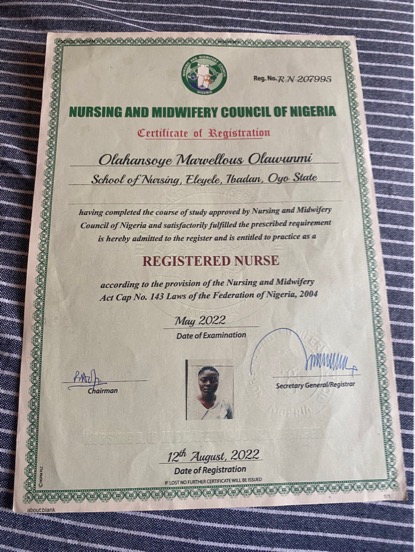 Reg. No. R.N 207995
NURSING AND MIDWIFERY COUNCIL OF NIGERIA
Certificate of Registration
Olahansoye Marvellous Olawunmi
School of Nursing, Eleyele, Ibadan, Oyo State
having completed the course of study approved by Nursing and Midwifery
Council of Nigeria and satisfactorily fulfilled the prescribed requirement
is hereby admitted to the register and is entitled to practice as a
REGISTERED NURSE
according to the provision of the Nursing and Midwifery
Act Cap No. 143 Laws of the Federation of Nigeria, 2004
May 2022
Date of Examination
Chairman
Secretary General/Registrar
12th August, 2022
Date of Registration
IF LOST NO FURTHER CERTIFICATE WILL BE ISSUED
about:blank
1/1